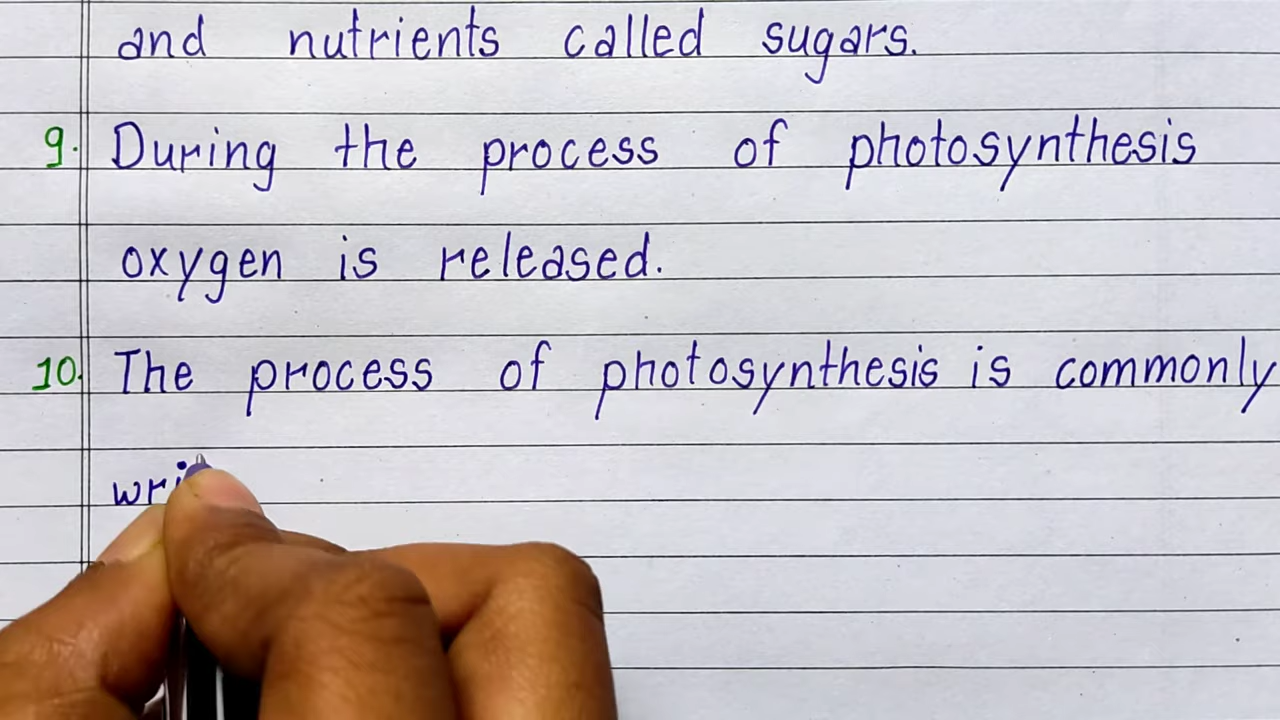 and nutrients called sugars.
9. During the process of photosynthesis
oxygen is released.
10. The process of photosynthesis is commonly
wri